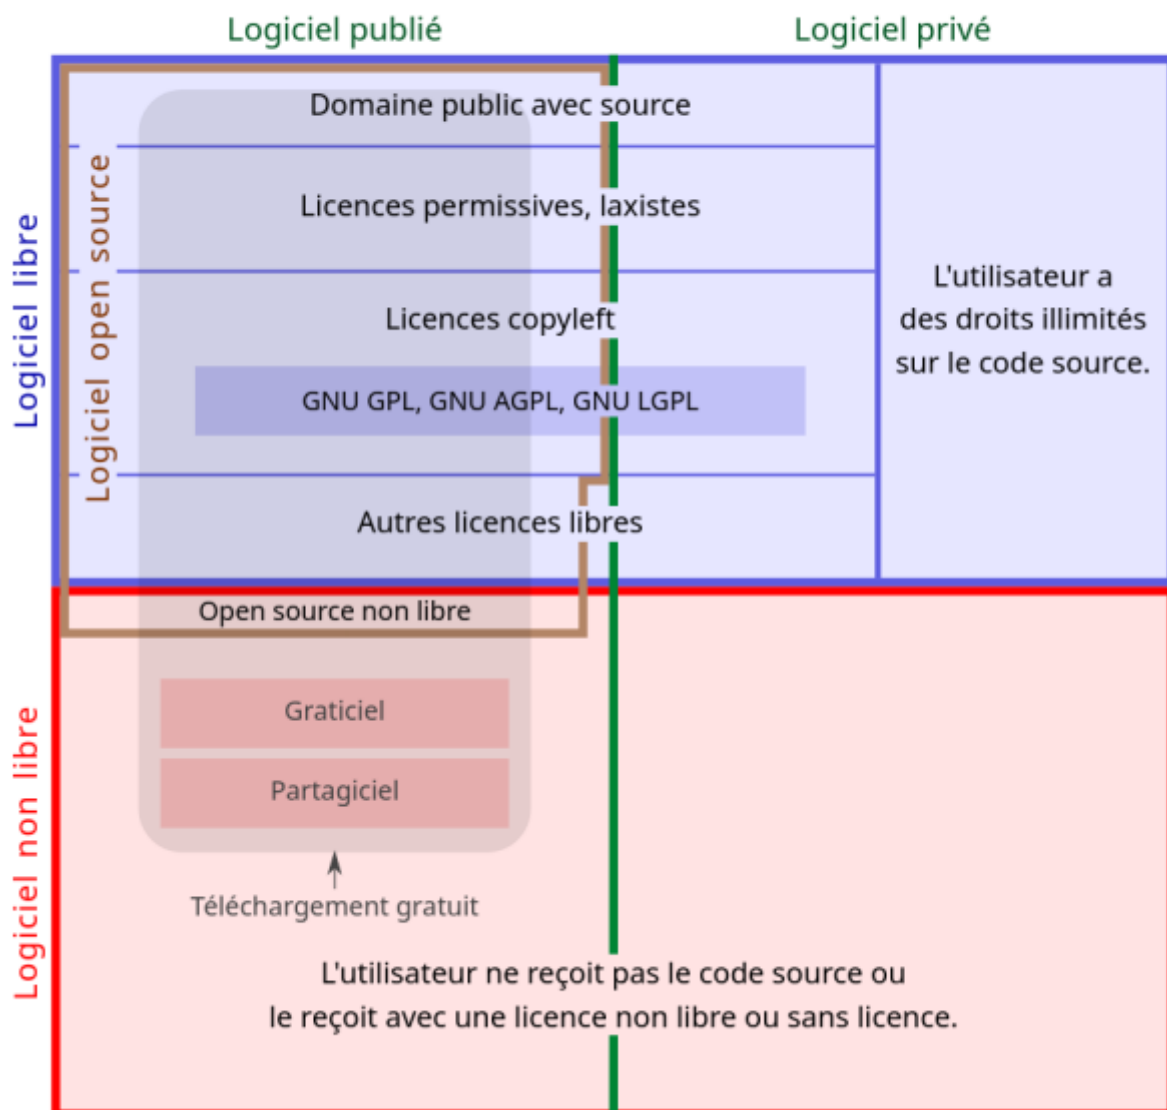 Logiciel publié
Logiciel privé
Logiciel libre
Logiciel open source
Domaine public avec source
Licences permissives, laxistes
Licences copyleft
GNU GPL, GNU AGPL, GNU LGPL
Autres licences libres
L'utilisateur a
des droits illimités
sur le code source.
Logiciel non libre
Open source non libre
Graticiel
Partagiciel
Téléchargement gratuit
L'utilisateur ne reçoit pas le code source ou
le reçoit avec une licence non libre ou sans licence.